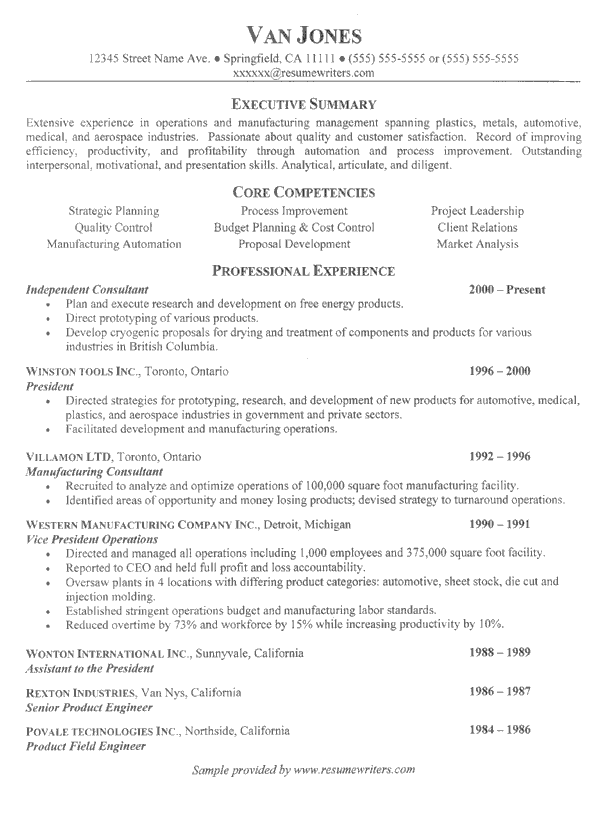 VAN JONES
12345 Street Name Ave. • Springfield, CA 11111 • (555) 555-5555 or (555) 555-5555
xxxxxx@resumewriters.com
EXECUTIVE SUMMARY
Extensive experience in operations and manufacturing management spanning plastics, metals, automotive,
medical, and aerospace industries. Passionate about quality and customer satisfaction. Record of improving
efficiency, productivity, and profitability through automation and process improvement. Outstanding
interpersonal, motivational, and presentation skills. Analytical, articulate, and diligent.
CORE COMPETENCIES
Strategic Planning Process Improvement Project Leadership
Quality Control Budget Planning & Cost Control Client Relations
Manufacturing Automation Proposal Development Market Analysis
PROFESSIONAL EXPERIENCE
Independent Consultant 2000 – Present
• Plan and execute research and development on free energy products.
• Direct prototyping of various products.
• Develop cryogenic proposals for drying and treatment of components and products for various
industries in British Columbia.
WINSTON TOOLS INC., Toronto, Ontario 1996 – 2000
President
• Directed strategies for prototyping, research, and development of new products for automotive, medical,
plastics, and aerospace industries in government and private sectors.
• Facilitated development and manufacturing operations.
VILLAMON LTD, Toronto, Ontario 1992 – 1996
Manufacturing Consultant
• Recruited to analyze and optimize operations of 100,000 square foot manufacturing facility.
• Identified areas of opportunity and money losing products; devised strategy to turnaround operations.
WESTERN MANUFACTURING COMPANY INC., Detroit, Michigan 1990 – 1991
Vice President Operations
• Directed and managed all operations including 1,000 employees and 375,000 square foot facility.
• Reported to CEO and held full profit and loss accountability.
• Oversaw plants in 4 locations with differing product categories: automotive, sheet stock, die cut and
injection molding.
• Established stringent operations budget and manufacturing labor standards.
• Reduced overtime by 73% and workforce by 15% while increasing productivity by 10%.
WONTON INTERNATIONAL INC., Sunnyvale, California 1988 – 1989
Assistant to the President
REXTON INDUSTRIES, Van Nys, California 1986 – 1987
Senior Product Engineer
POVALE TECHNOLOGIES INC., Northside, California 1984 – 1986
Product Field Engineer
Sample provided by www.resumewriters.com